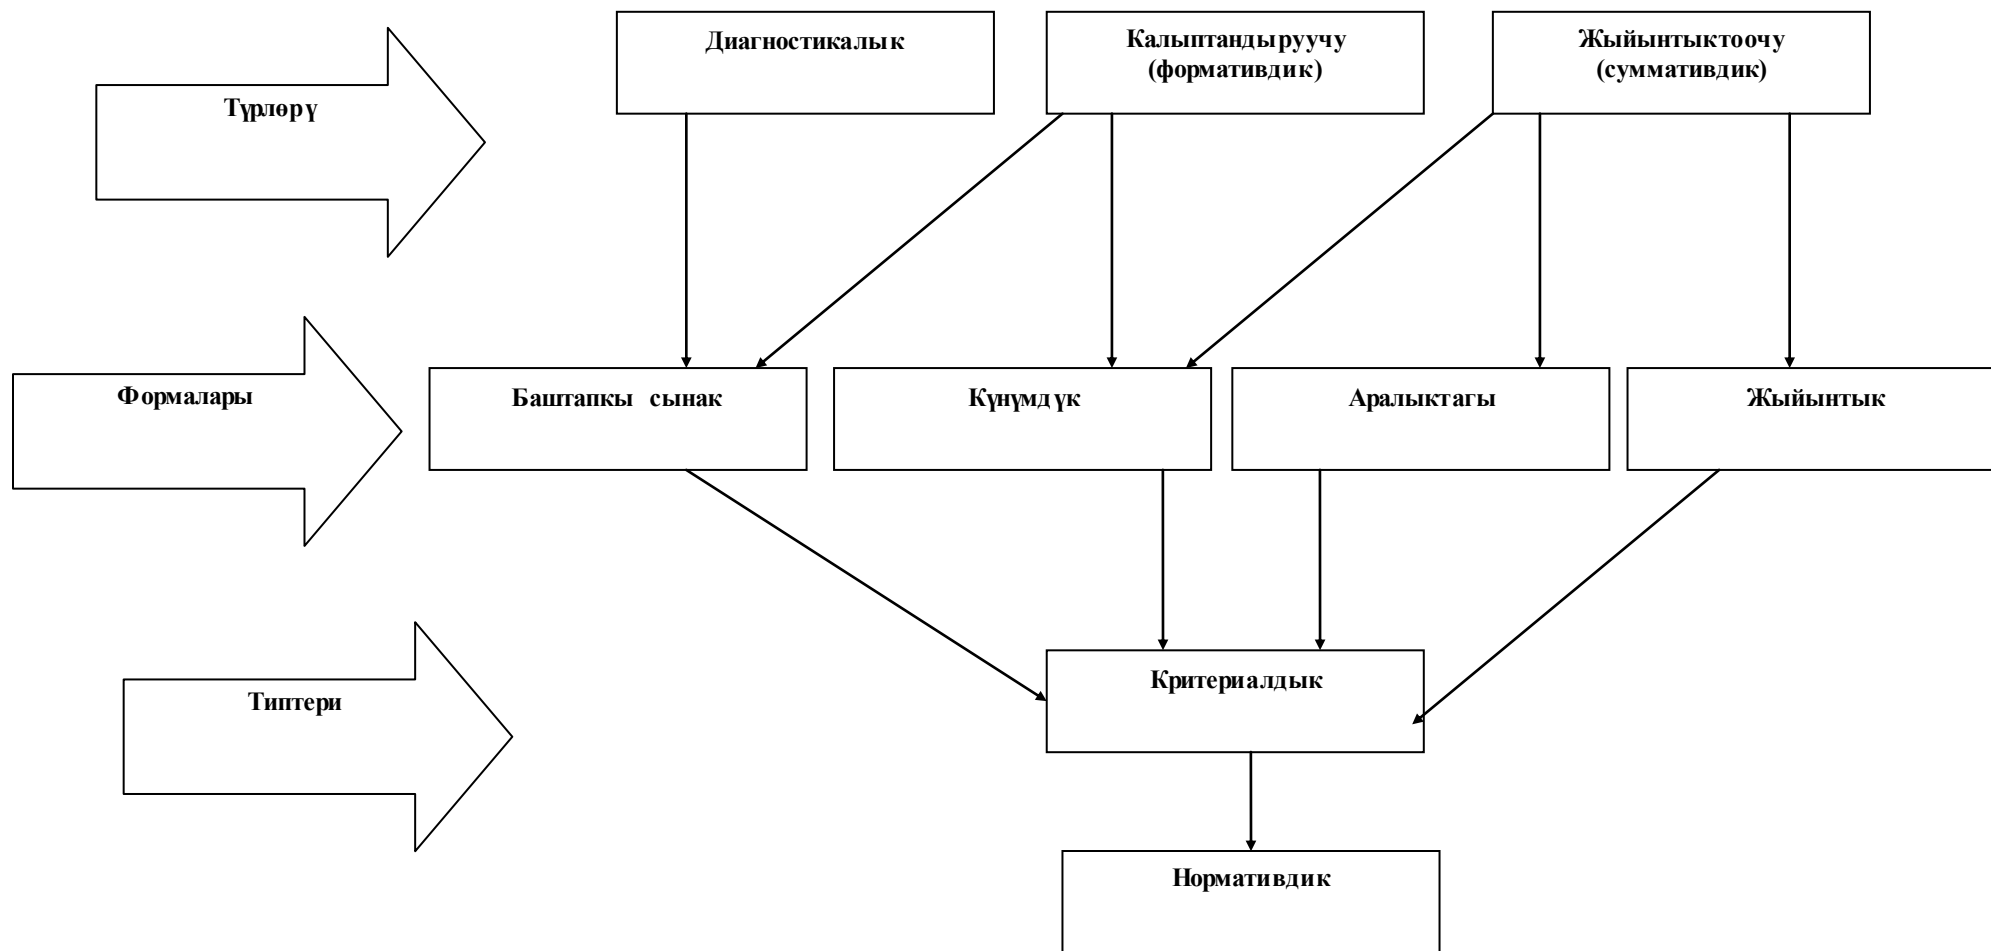 Диагностикалык
Калыптандыруучу
(формативдик)
Жыйынтыктоочу
(суммативдик)
Түрлөрү
Формалары
Баштапкы сынак
Күнүмдүк
Аралыктагы
Жыйынтык
Типтери
Критериалдык
Нормативдик